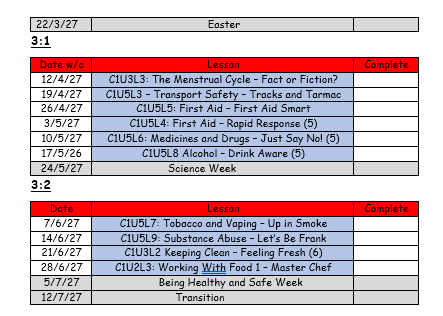 22/3/27 Easter
3:1
Date w/a Lesson Complete
12/4/27 C1U3L3: The Menstrual Cycle – Fact or Fiction?
19/4/27 C1U5L3 – Transport Safety – Tracks and Tarmac
26/4/27 C1U5L5: First Aid – First Aid Smart
3/5/27 C1U5L4: First Aid – Rapid Response (5)
10/5/27 C1U5L6: Medicines and Drugs – Just Say No! (5)
17/5/26 C1U5L8 Alcohol – Drink Aware (5)
24/5/27 Science Week
3:2
Date Lesson Complete
7/6/27 C1U5L7: Tobacco and Vaping – Up in Smoke
14/6/27 C1U5L9: Substance Abuse – Let's Be Frank
21/6/27 C1U3L2 Keeping Clean – Feeling Fresh (6)
28/6/27 C1U2L3: Working With Food 1 – Master Chef
5/7/27 Being Healthy and Safe Week
12/7/27 Transition